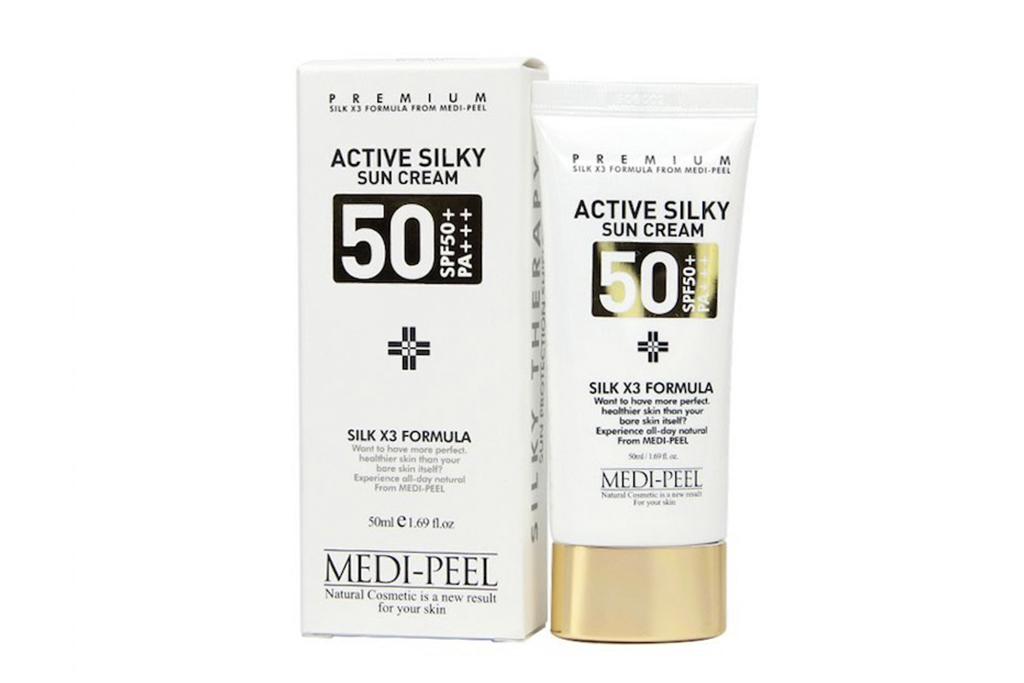 PREMIUM
SILK X3 FORMULA FROM MEDI-PEEL
ACTIVE SILKY
SUN CREAM
50
SPF50+
PA+++
SILK X3 FORMULA
Want to have more perfect.
healthier skin than your
bare skin itself?
Experience all-day natural
From MEDI-PEEL
50ml e 1.69 fl.oz
MEDI-PEEL
Natural Cosmetic is a new result
for your skin
SILKY THERAPY
PREMIUM
SILK X3 FORMULA FROM MEDI-PEEL
ACTIVE SILKY
SUN CREAM
50
SPF50+
PA+++
SILK X3 FORMULA
Want to have more perfect.
healthier skin than your
bare skin itself?
Experience all-day natural
From MEDI-PEEL
50ml / 1.69 fl. oz.
MEDI-PEEL
Natural Cosmetic is a new result
For your skin